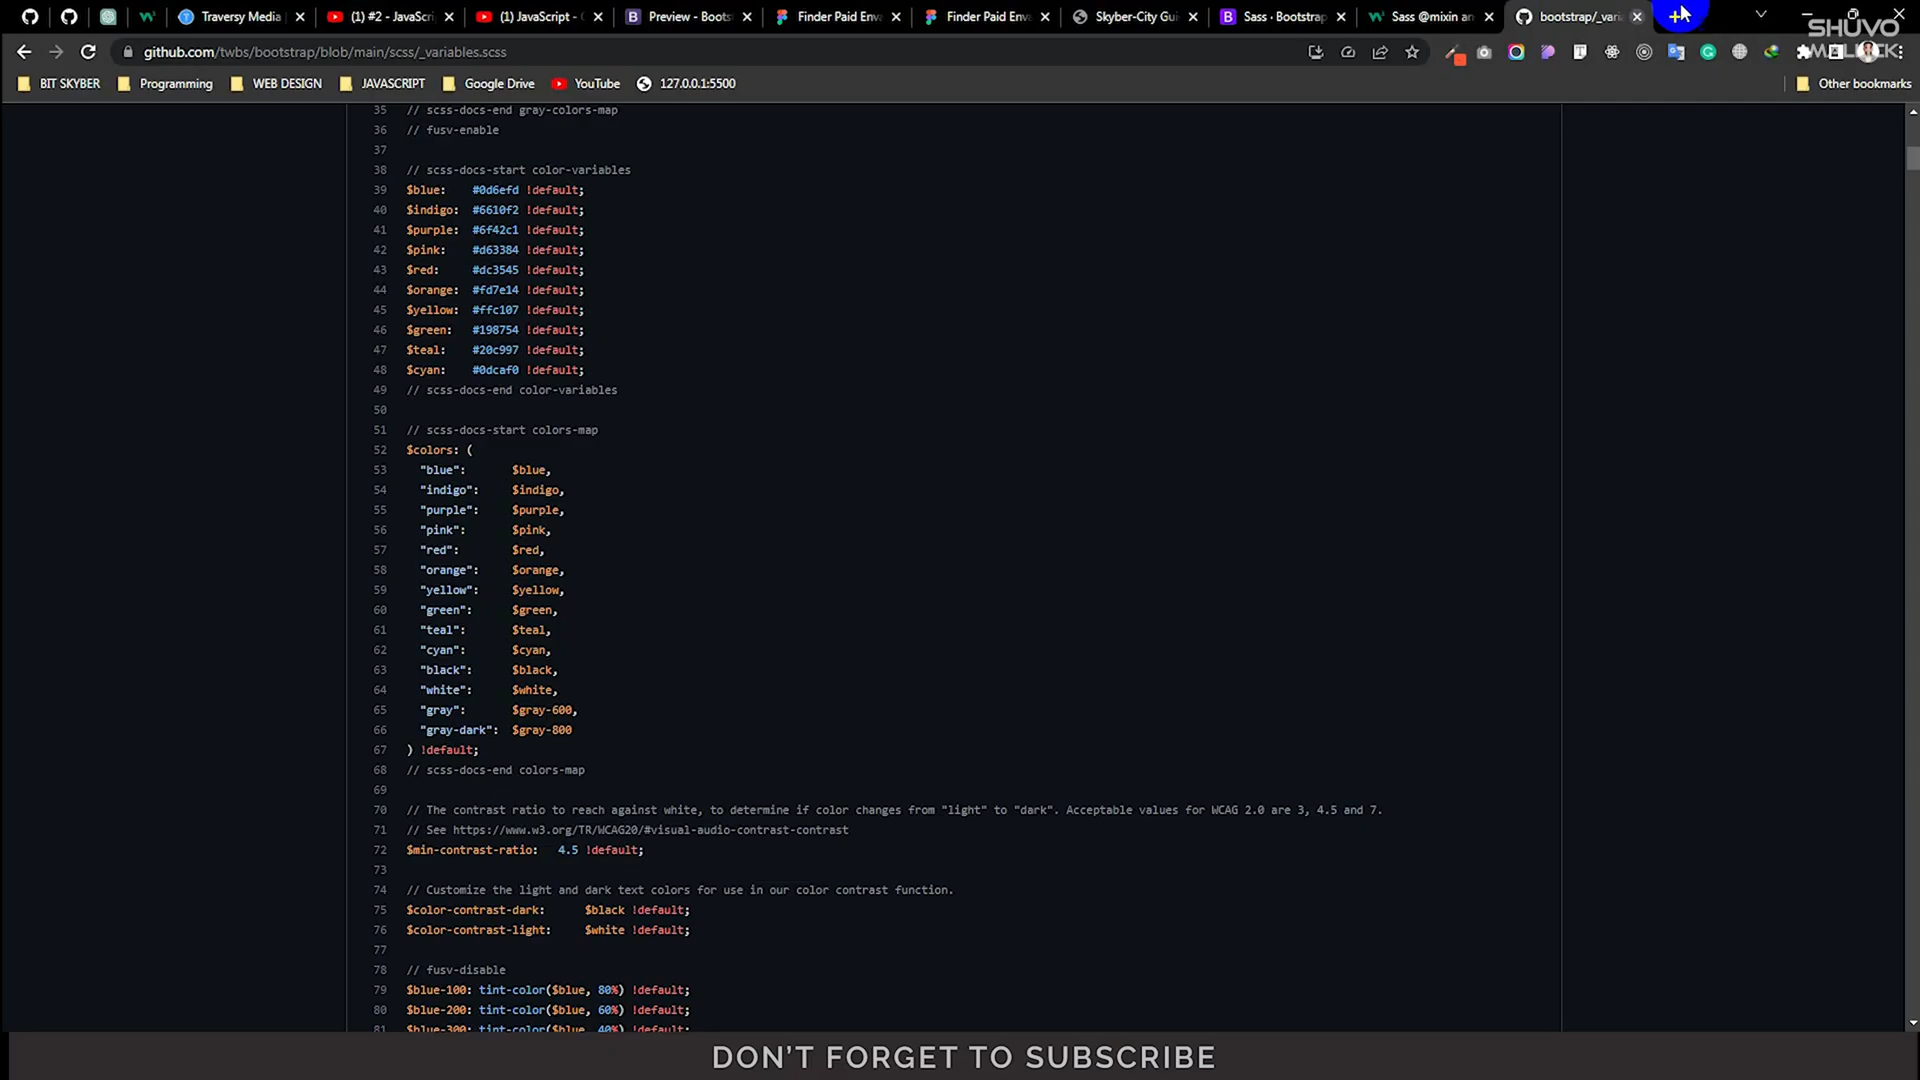 Traversy Media
(1) #2 - JavaScri
(1) JavaScript - C
Preview - Boots
Finder Paid Env
Finder Paid Env
Skyber-City Gui
Sass · Bootstrap
Sass @mixin an
bootstrap/_vari
SHUVO
MALLICK
github.com/twbs/bootstrap/blob/main/scss/_variables.scss
BIT SKYBER
Programming
WEB DESIGN
JAVASCRIPT
Google Drive
YouTube
127.0.0.1:5500
Other bookmarks
35 // scss-docs-end gray-colors-map
36 // fusv-enable
37
38 // scss-docs-start color-variables
39 $blue: #0d6efd !default;
40 $indigo: #6610f2 !default;
41 $purple: #6f42c1 !default;
42 $pink: #d63384 !default;
43 $red: #dc3545 !default;
44 $orange: #fd7e14 !default;
45 $yellow: #ffc107 !default;
46 $green: #198754 !default;
47 $teal: #20c997 !default;
48 $cyan: #0dcaf0 !default;
49 // scss-docs-end color-variables
50
51 // scss-docs-start colors-map
52 $colors: (
53 "blue": $blue,
54 "indigo": $indigo,
55 "purple": $purple,
56 "pink": $pink,
57 "red": $red,
58 "orange": $orange,
59 "yellow": $yellow,
60 "green": $green,
61 "teal": $teal,
62 "cyan": $cyan,
63 "black": $black,
64 "white": $white,
65 "gray": $gray-600,
66 "gray-dark": $gray-800
67 ) !default;
68 // scss-docs-end colors-map
69
70 // The contrast ratio to reach against white, to determine if color changes from "light" to "dark". Acceptable values for WCAG 2.0 are 3, 4.5 and 7.
71 // See https://www.w3.org/TR/WCAG20/#visual-audio-contrast-contrast
72 $min-contrast-ratio: 4.5 !default;
73
74 // Customize the light and dark text colors for use in our color contrast function.
75 $color-contrast-dark: $black !default;
76 $color-contrast-light: $white !default;
77
78 // fusv-disable
79 $blue-100: tint-color($blue, 80%) !default;
80 $blue-200: tint-color($blue, 60%) !default;
81 $blue-300: tint-color($blue, 40%) !default;
DON'T FORGET TO SUBSCRIBE